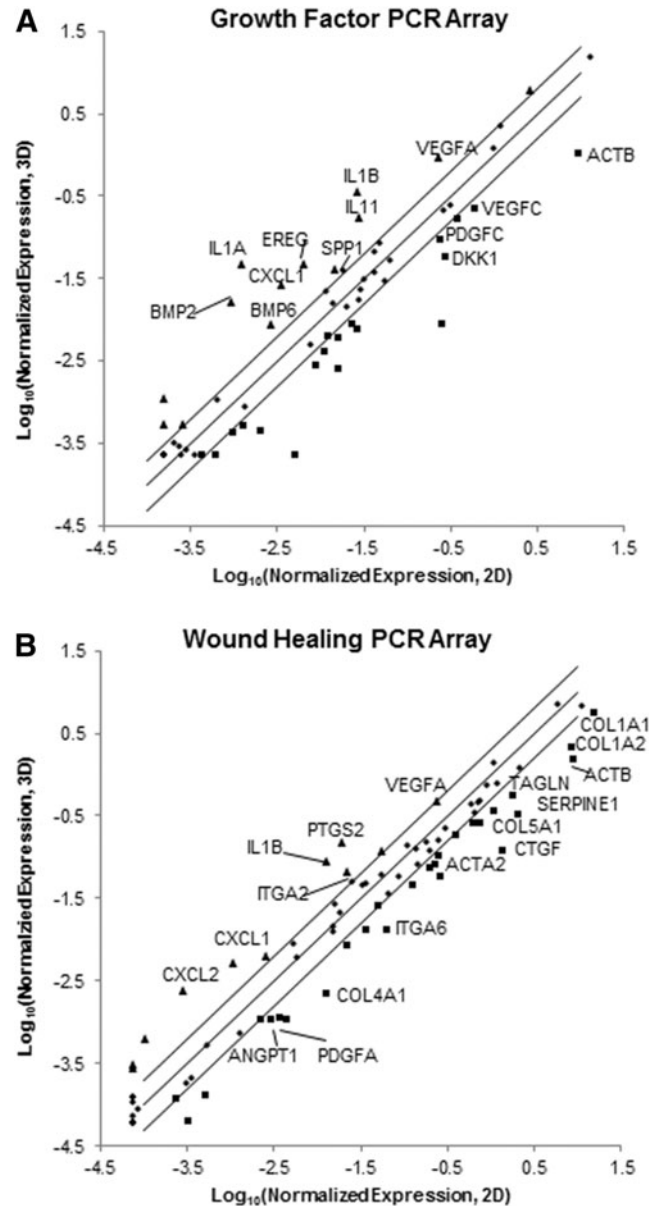 A
Growth Factor PCR Array
1.5
0.5
-0.5
-1.5
-2.5
-3.5
-4.5
Log10(Normalized Expression, 3D)
VEGFA
ACTB
IL1B
IL11
VEGFC
PDGFC
DKK1
IL1A
EREG
SPP1
CXCL1
BMP2
BMP6
-4.5 -3.5 -2.5 -1.5 -0.5 0.5 1.5
Log10(Normalized Expression, 2D)
B
Wound Healing PCR Array
1.5
0.5
-0.5
-1.5
-2.5
-3.5
-4.5
Log10(Normalzied Expression, 3D)
COL1A1
COL1A2
ACTB
VEGFA
TAGLN
SERPINE1
PTGS2
COL5A1
CTGF
IL1B
ACTA2
ITGA2
ITGA6
CXCL1
CXCL2
COL4A1
ANGPT1
PDGFA
-4.5 -3.5 -2.5 -1.5 -0.5 0.5 1.5
Log10(Normalized Expression, 2D)